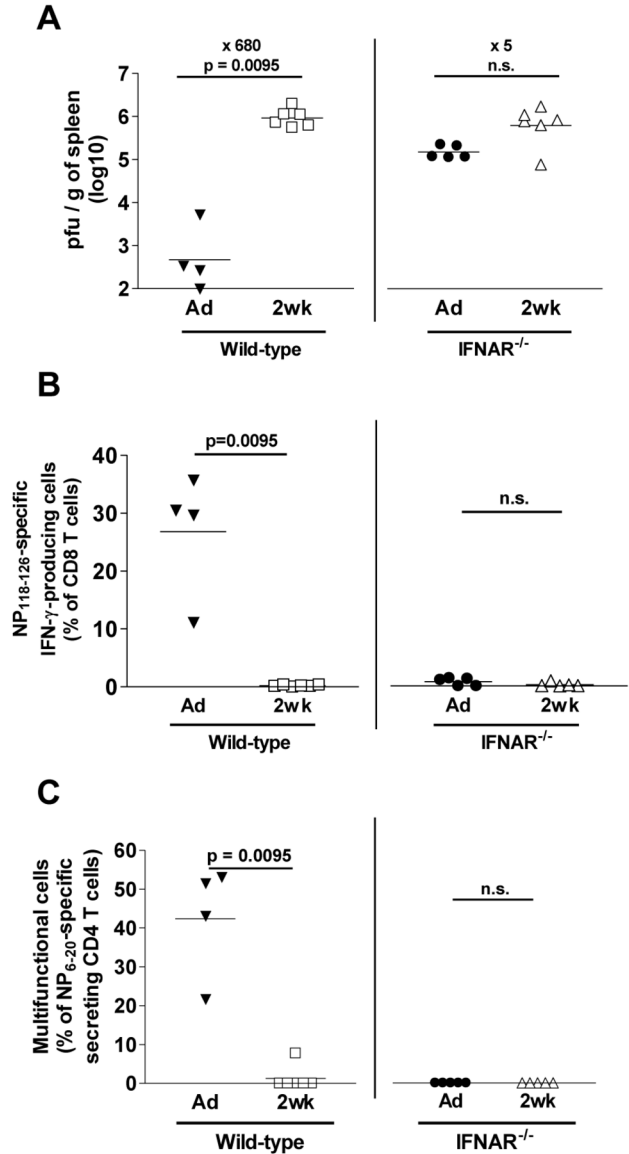 A
x 680
p = 0.0095
x 5
n.s.
pfu / g of spleen
(log10)
7
6
5
4
3
2
Ad
2wk
Ad
2wk
Wild-type
IFNAR-/-
B
p=0.0095
n.s.
NP118-126-specific
IFN-γ-producing cells
(% of CD8 T cells)
40
30
20
10
0
Ad
2wk
Ad
2wk
Wild-type
IFNAR-/-
C
p = 0.0095
n.s.
Multifunctional cells
(% of NP6-20-specific
secreting CD4 T cells)
60
50
40
30
20
10
0
Ad
2wk
Ad
2wk
Wild-type
IFNAR-/-